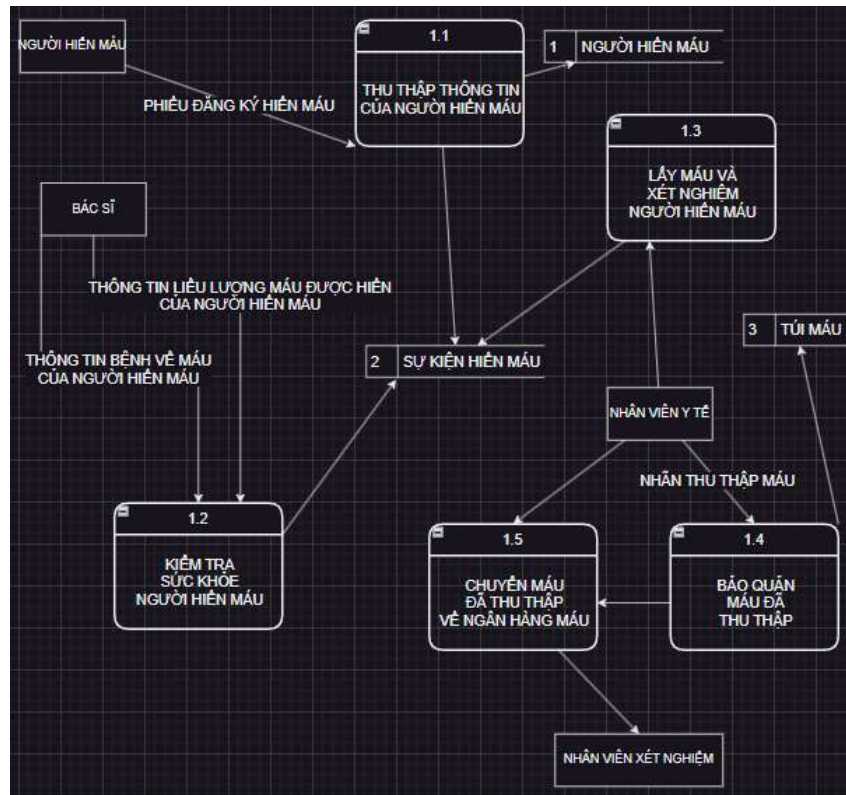 NGƯỜI HIẾN MÁU
1.1
THU THẬP THÔNG TIN
CỦA NGƯỜI HIẾN MÁU
1 NGƯỜI HIẾN MÁU
PHIẾU ĐĂNG KÝ HIẾN MÁU
1.3
LẤY MÁU VÀ
XÉT NGHIỆM
NGƯỜI HIẾN MÁU
BÁC SĨ
THÔNG TIN LIỀU LƯỢNG MÁU ĐƯỢC HIẾN
CỦA NGƯỜI HIẾN MÁU
3 TÚI MÁU
THÔNG TIN BỆNH VỀ MÁU
CỦA NGƯỜI HIẾN MÁU
2 SỰ KIỆN HIẾN MÁU
NHÂN VIÊN Y TẾ
NHÃN THU THẬP MÁU
1.2
KIỂM TRA
SỨC KHỎE
NGƯỜI HIẾN MÁU
1.5
CHUYỂN MÁU
ĐÃ THU THẬP
VỀ NGÂN HÀNG MÁU
1.4
BẢO QUẢN
MÁU ĐÃ
THU THẬP
NHÂN VIÊN XÉT NGHIỆM